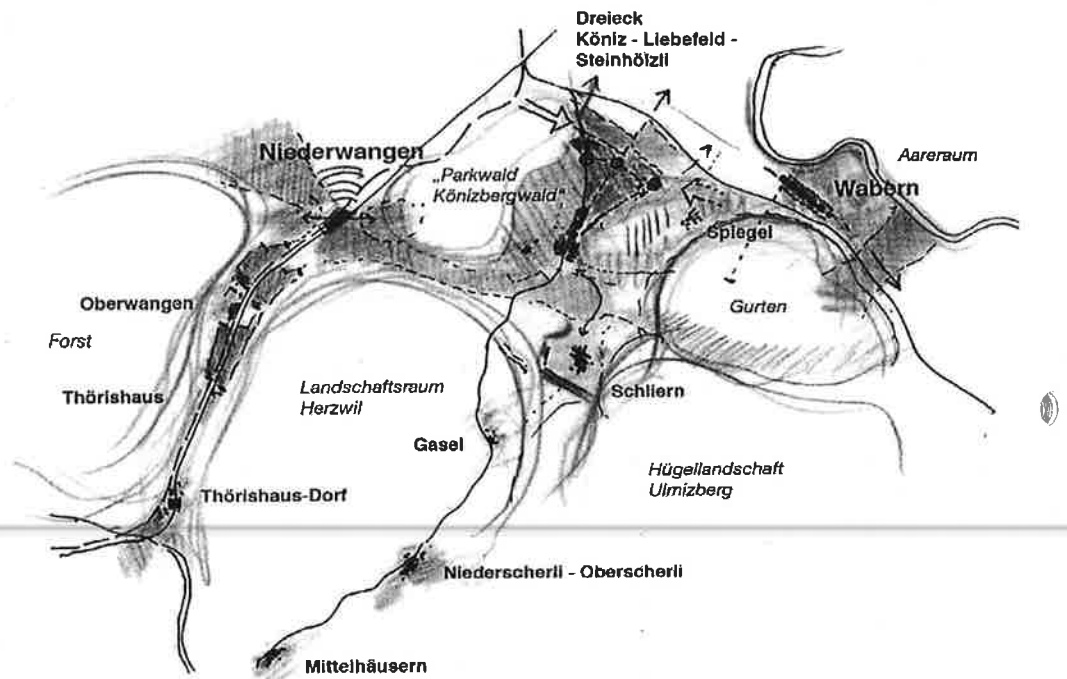 Dreieck
Köniz - Liebefeld -
Steinhölzli
Niederwangen
„Parkwald
Könizbergwald“
Aareraum
Wabern
Spiegel
Oberwangen
Gurten
Forst
Thörishaus
Landschaftsraum
Herzwil
Schliern
Gasel
Hügellandschaft
Ulmizberg
Thörishaus-Dorf
Niederscherli - Oberscherli
Mittelhäusern